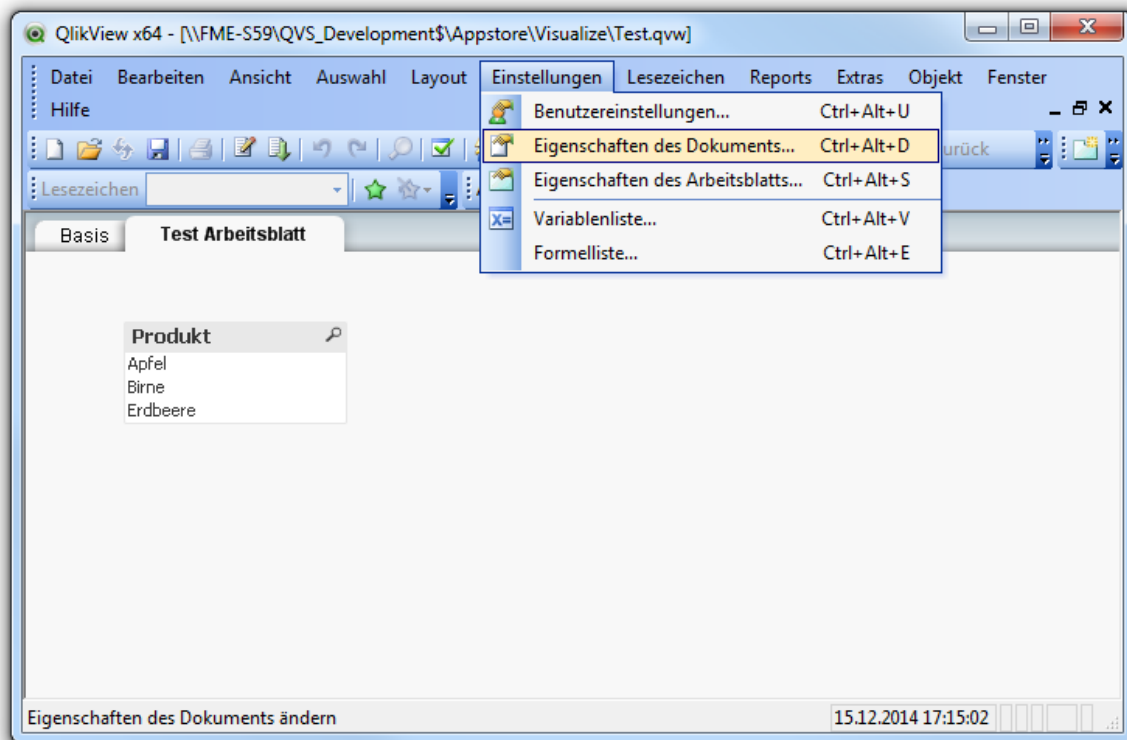 QlikView x64 - [\\FME-S59\QVS_Development$\Appstore\Visualize\Test.qvw]
Datei Bearbeiten Ansicht Auswahl Layout Einstellungen Lesezeichen Reports Extras Objekt Fenster
Hilfe
Benutzereinstellungen... Ctrl+Alt+U
Eigenschaften des Dokuments... Ctrl+Alt+D
Lesezeichen
Eigenschaften des Arbeitsblatts... Ctrl+Alt+S
Variablenliste... Ctrl+Alt+V
Formelliste... Ctrl+Alt+E
Basis Test Arbeitsblatt
Produkt
Apfel
Birne
Erdbeere
Eigenschaften des Dokuments ändern 15.12.2014 17:15:02